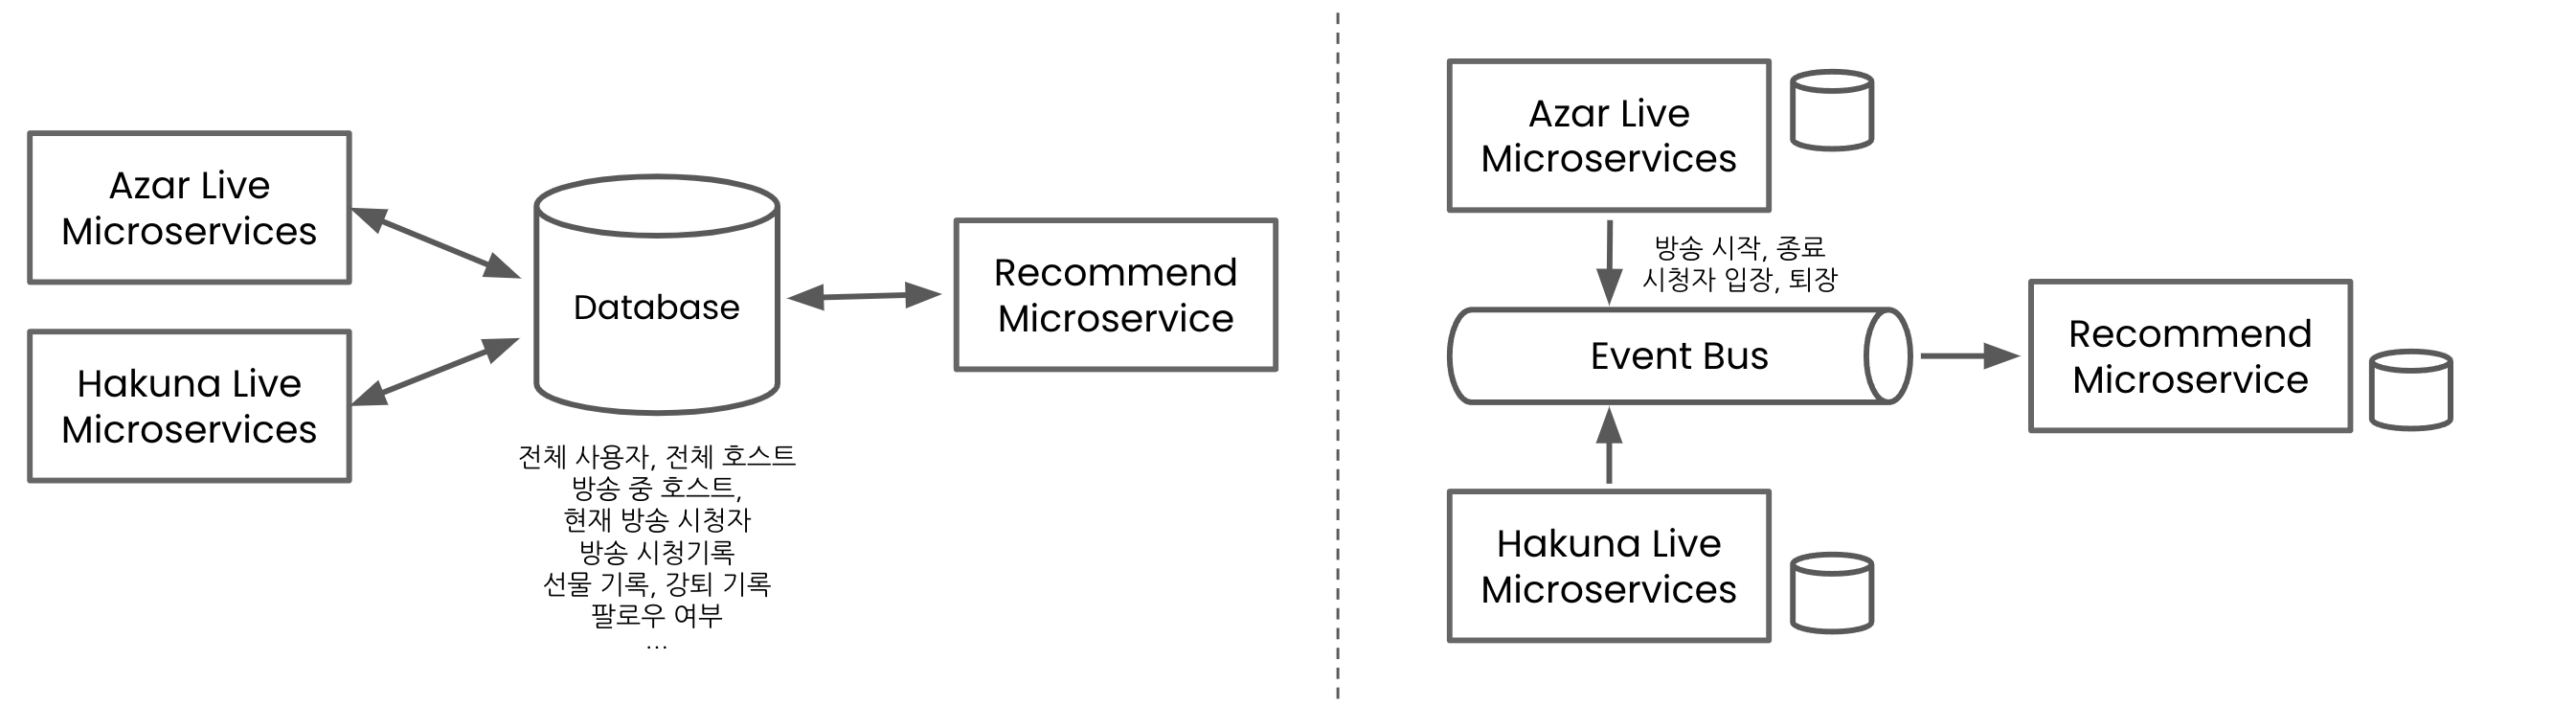 Azar Live
Microservices
Hakuna Live
Microservices
Database
전체 사용자, 전체 호스트
방송 중 호스트,
현재 방송 시청자
방송 시청기록
선물 기록, 강퇴 기록
팔로우 여부
...
Recommend
Microservice
Azar Live
Microservices
방송 시작, 종료
시청자 입장, 퇴장
Event Bus
Hakuna Live
Microservices
Recommend
Microservice